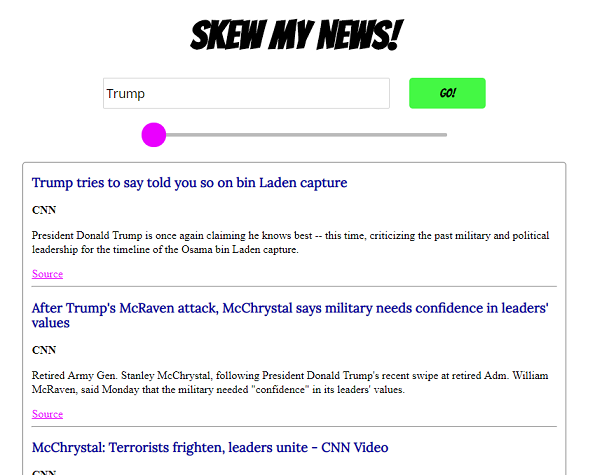 SKEW MY NEWS!
Trump
GO!
Trump tries to say told you so on bin Laden capture
CNN
President Donald Trump is once again claiming he knows best -- this time, criticizing the past military and political
leadership for the timeline of the Osama bin Laden capture.
Source
After Trump's McRaven attack, McChrystal says military needs confidence in leaders'
values
CNN
Retired Army Gen. Stanley McChrystal, following President Donald Trump's recent swipe at retired Adm. William
McRaven, said Monday that the military needed "confidence" in its leaders' values.
Source
McChrystal: Terrorists frighten, leaders unite - CNN Video
CNN